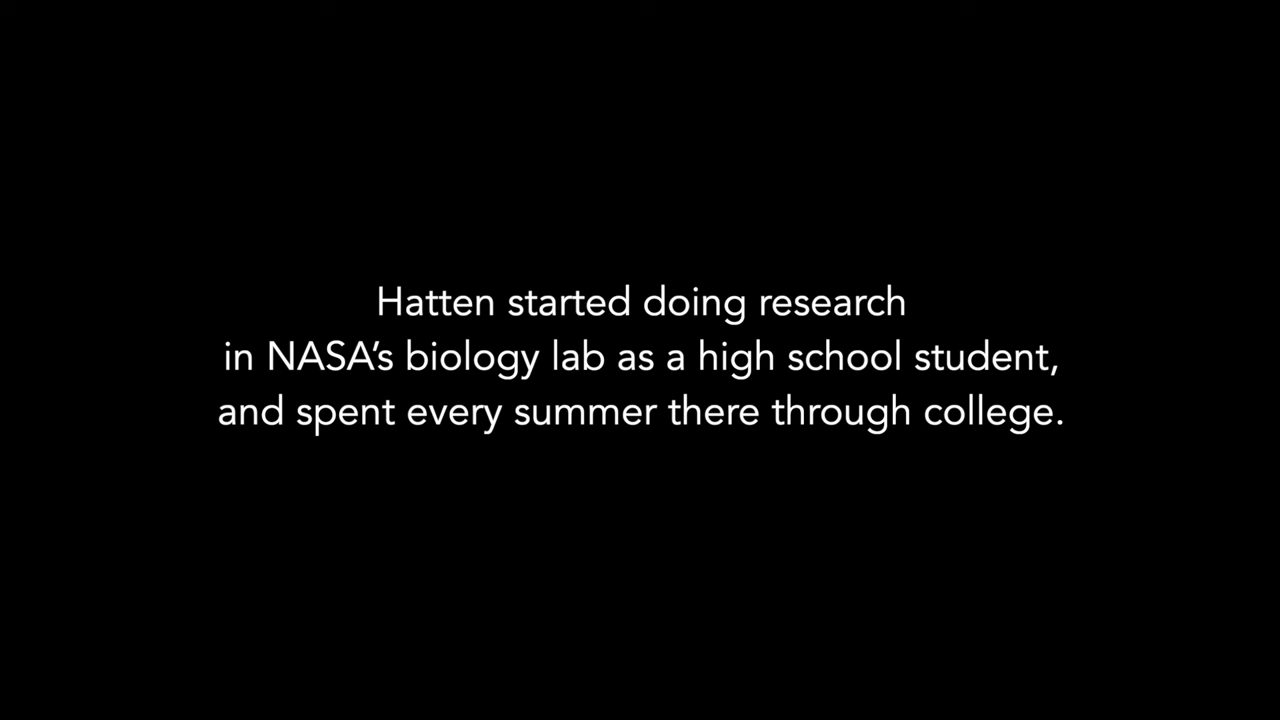 Hatten started doing research
in NASA’s biology lab as a high school student,
and spent every summer there through college.